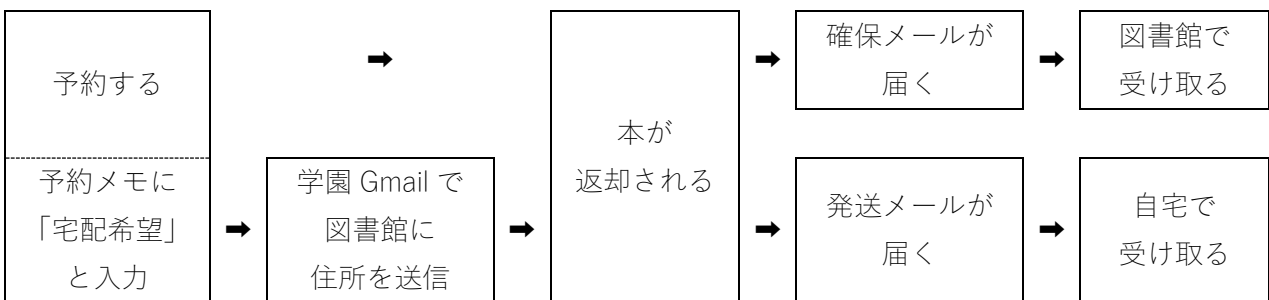 予約する
➡
予約メモに
「宅配希望」
と入力
➡
学園 Gmail で
図書館に
住所を送信
➡
本が
返却される
➡
確保メールが
届く
➡
図書館で
受け取る
➡
発送メールが
届く
➡
自宅で
受け取る